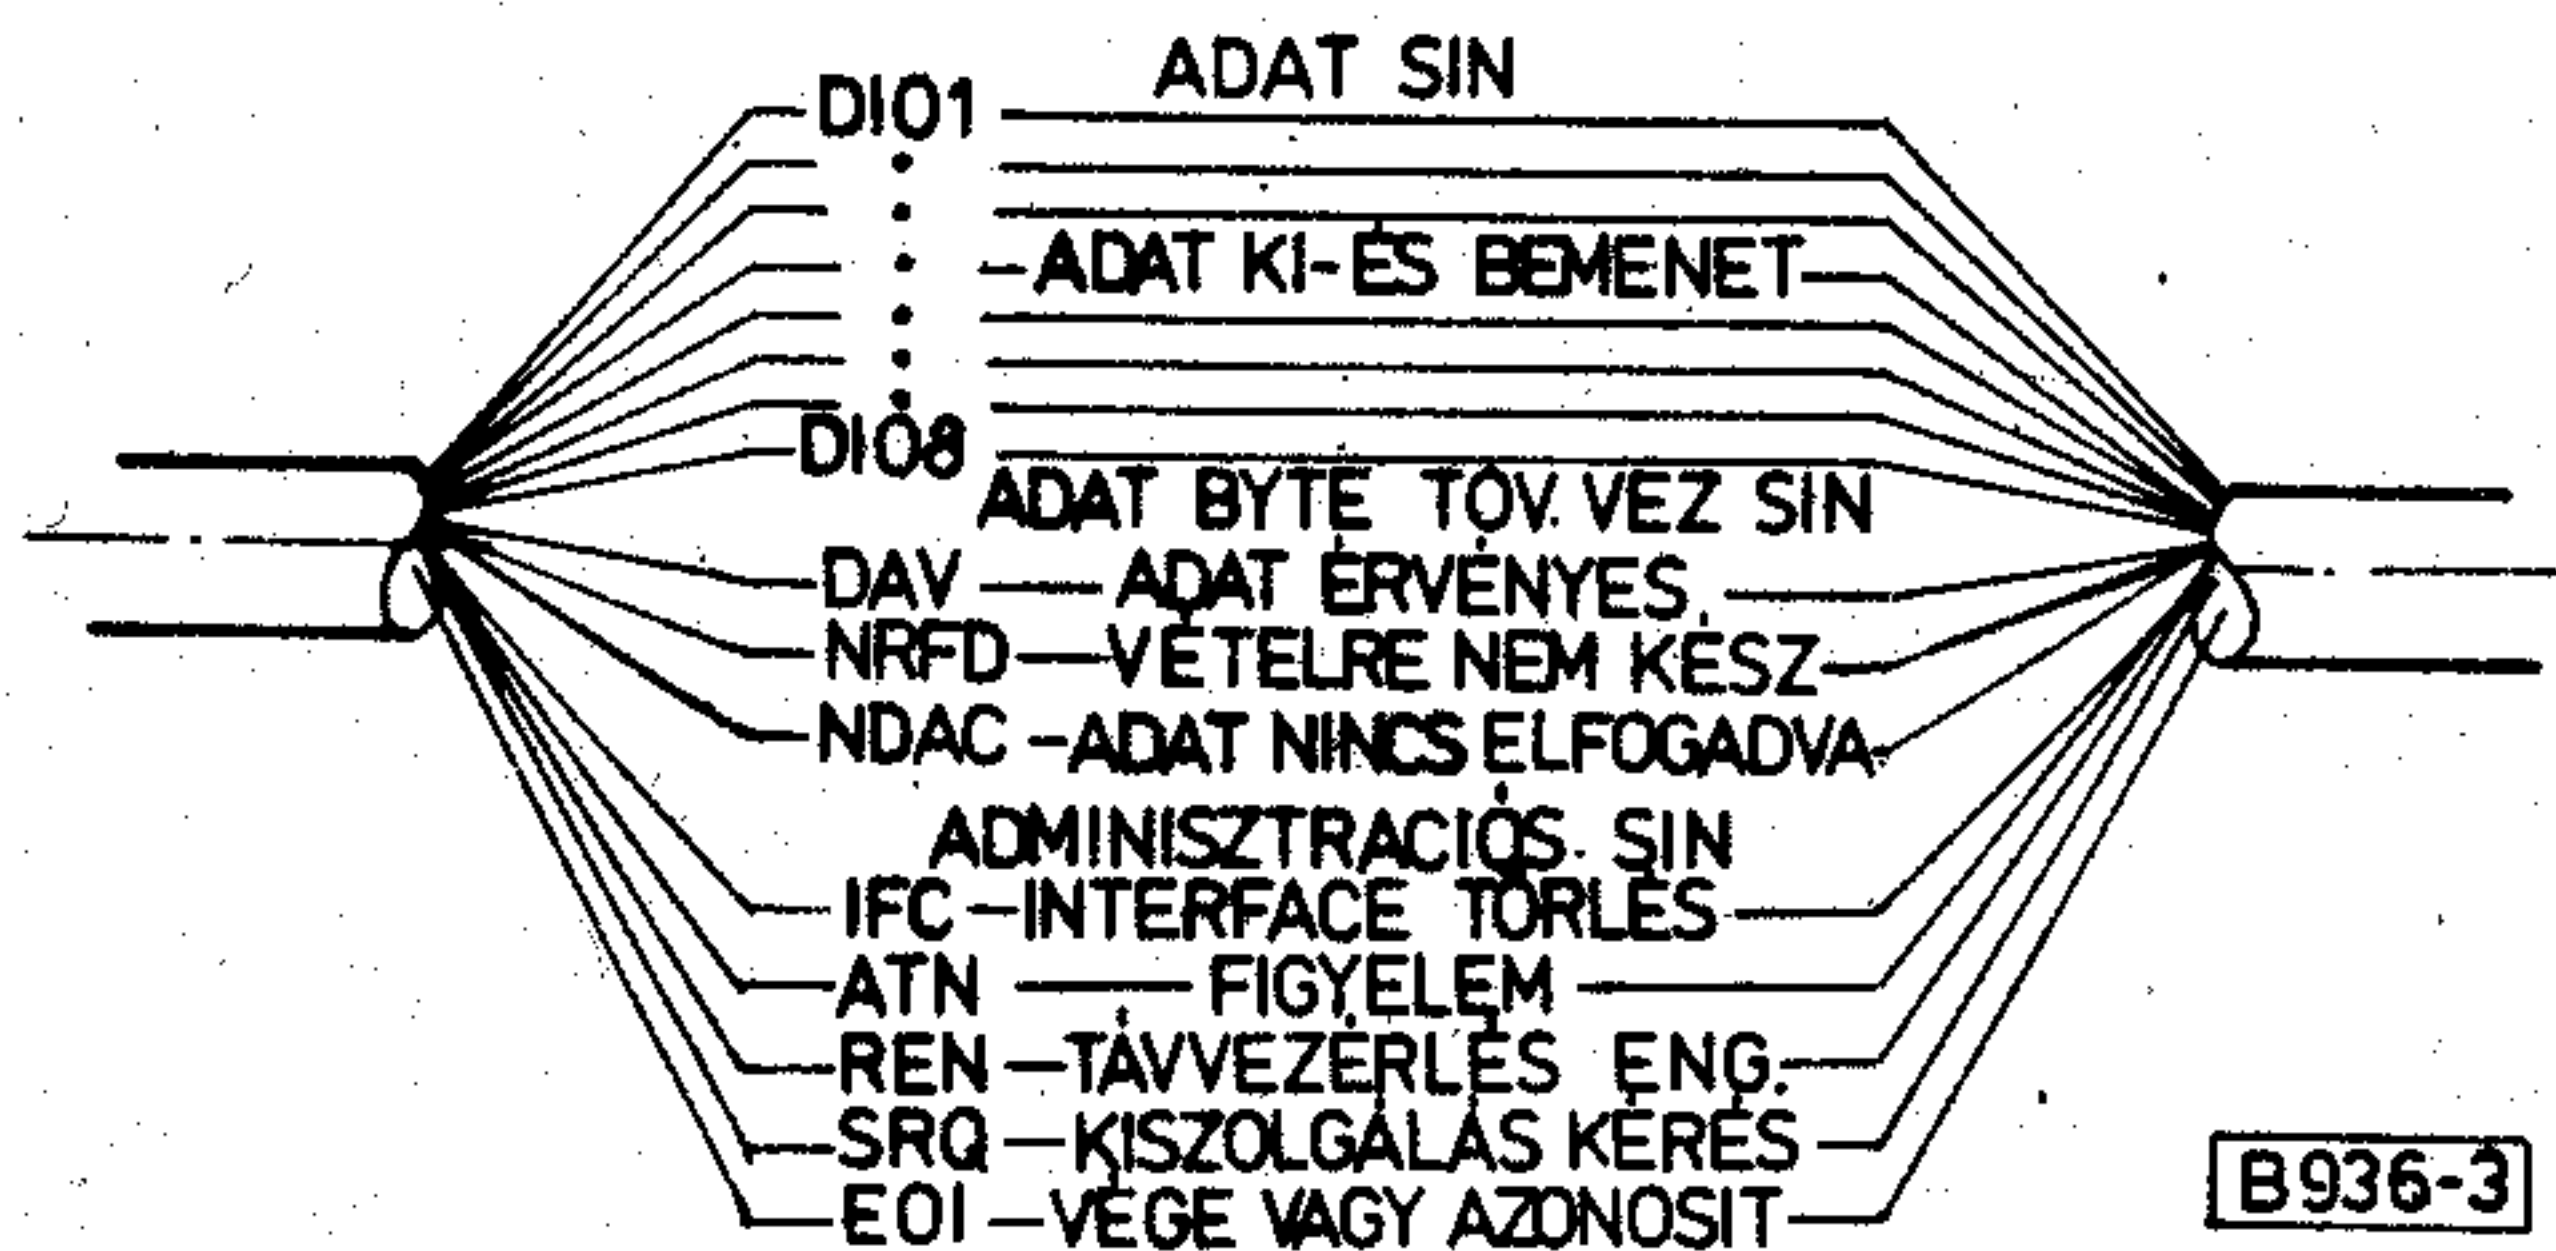 ADAT SIN
DIO1
ADAT KI-ÉS BEMENET
DIO8
ADAT BYTE TÖV. VEZ SIN
DAV ADAT ÉRVÉNYES
NRFD VÉTELRE NEM KÉSZ
NDAC ADAT NINCS ELFOGADVA
ADMINISZTRACIÓS SIN
IFC INTERFACE TÖRLÉS
ATN FIGYELEM
REN TÁVVEZÉRLÉS ENG.
SRQ KISZOLGÁLÁS KÉRÉS
EOI VÉGE VAGY AZONOSIT
B936-3